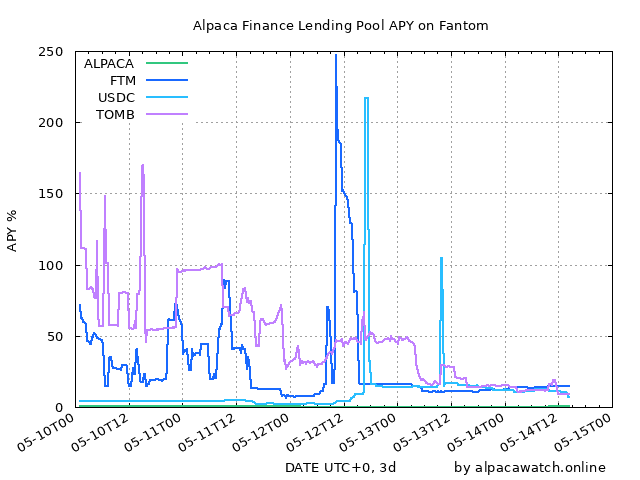 Alpaca Finance Lending Pool APY on Fantom
250
200
150
100
50
0
APY %
ALPACA
FTM
USDC
TOMB
05-10T00
05-10T12
05-11T00
05-11T12
05-12T00
05-12T12
05-13T00
05-13T12
05-14T00
05-14T12
05-15T00
DATE UTC+0, 3d
by alpacawatch.online